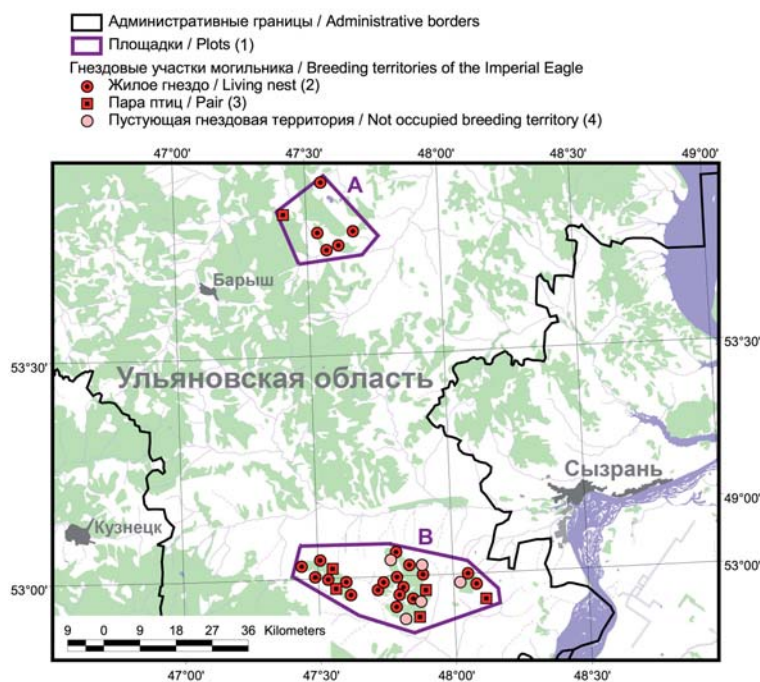 Административные границы / Administrative borders
Площадки / Plots (1)
Гнездовые участки могильника / Breeding territories of the Imperial Eagle
Жилое гнездо / Living nest (2)
Пара птиц / Pair (3)
Пустующая гнездовая территория / Not occupied breeding territory (4)
47°00' 47°30' 48°00' 48°30' 49°00'
A
Барыш
53°30' 53°30'
Ульяновская область
Сызрань
49°00'
Кузнецк
B
53°00'
53°00'
9 0 9 18 27 36 Kilometers
47°00' 47°30' 48°00' 48°30'